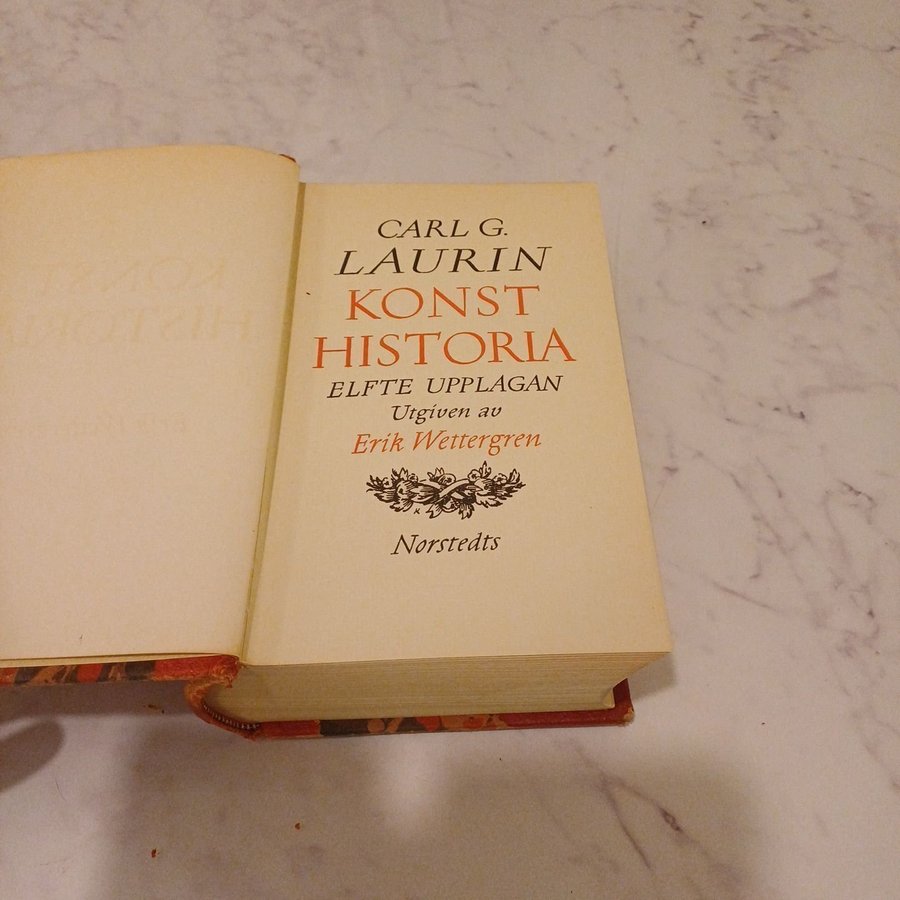 CARL G.
LAURIN
KONST
HISTORIA
ELFTE UPPLAGAN
Utgiven av
Erik Wettergren
Norstedts